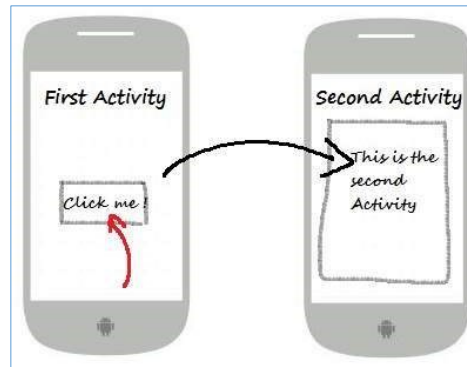 First Activity
Click me !
Second Activity
This is the
second
Activity